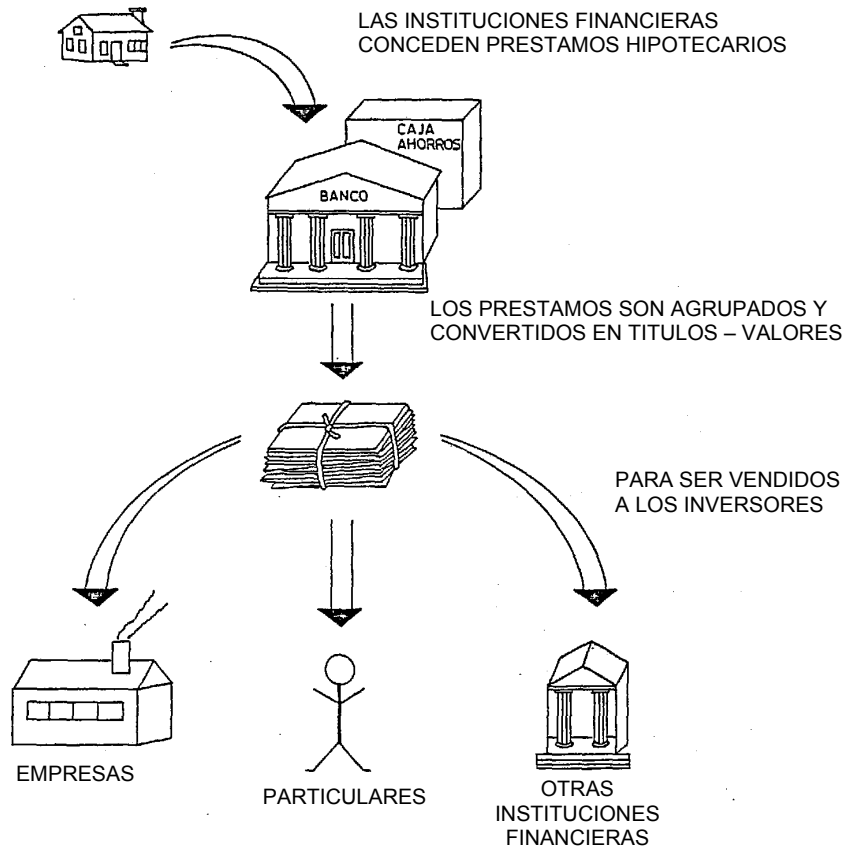 LAS INSTITUCIONES FINANCIERAS
CONCEDEN PRESTAMOS HIPOTECARIOS
CAJA
AHORROS
BANCO
LOS PRESTAMOS SON AGRUPADOS Y
CONVERTIDOS EN TITULOS – VALORES
PARA SER VENDIDOS
A LOS INVERSORES
EMPRESAS
PARTICULARES
OTRAS
INSTITUCIONES
FINANCIERAS